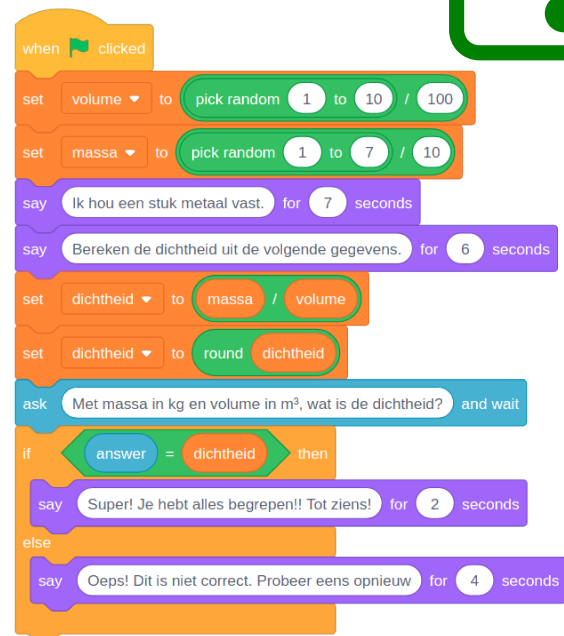 when clicked
set volume to pick random 1 to 10 / 100
set massa to pick random 1 to 7 / 10
say Ik hou een stuk metaal vast. for 7 seconds
say Bereken de dichtheid uit de volgende gegevens. for 6 seconds
set dichtheid to massa / volume
set dichtheid to round dichtheid
ask Met massa in kg en volume in m³, wat is de dichtheid? and wait
if answer = dichtheid then
say Super! Je hebt alles begrepen!! Tot ziens! for 2 seconds
else
say Oeps! Dit is niet correct. Probeer eens opnieuw for 4 seconds